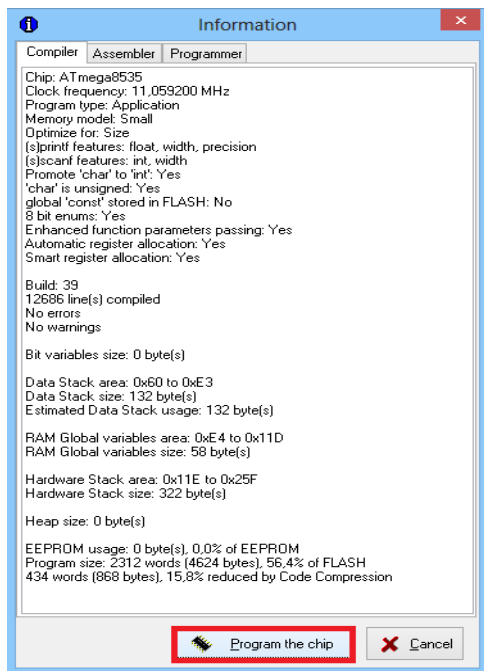 Information
Compiler Assembler Programmer
Chip: ATmega8535
Clock frequency: 11,059200 MHz
Program type: Application
Memory model: Small
Optimize for: Size
(s)printf features: float, width, precision
(s)scanf features: int, width
Promote 'char' to 'int': Yes
'char' is unsigned: Yes
global 'const' stored in FLASH: No
8 bit enums: Yes
Enhanced function parameters passing: Yes
Automatic register allocation: Yes
Smart register allocation: Yes
Build: 39
12686 line(s) compiled
No errors
No warnings
Bit variables size: 0 byte(s)
Data Stack area: 0x60 to 0xE3
Data Stack size: 132 byte(s)
Estimated Data Stack usage: 132 byte(s)
RAM Global variables area: 0xE4 to 0x11D
RAM Global variables size: 58 byte(s)
Hardware Stack area: 0x11E to 0x25F
Hardware Stack size: 322 byte(s)
Heap size: 0 byte(s)
EEPROM usage: 0 byte(s), 0,0% of EEPROM
Program size: 2312 words (4624 bytes), 56,4% of FLASH
434 words (868 bytes), 15,8% reduced by Code Compression
Program the chip Cancel